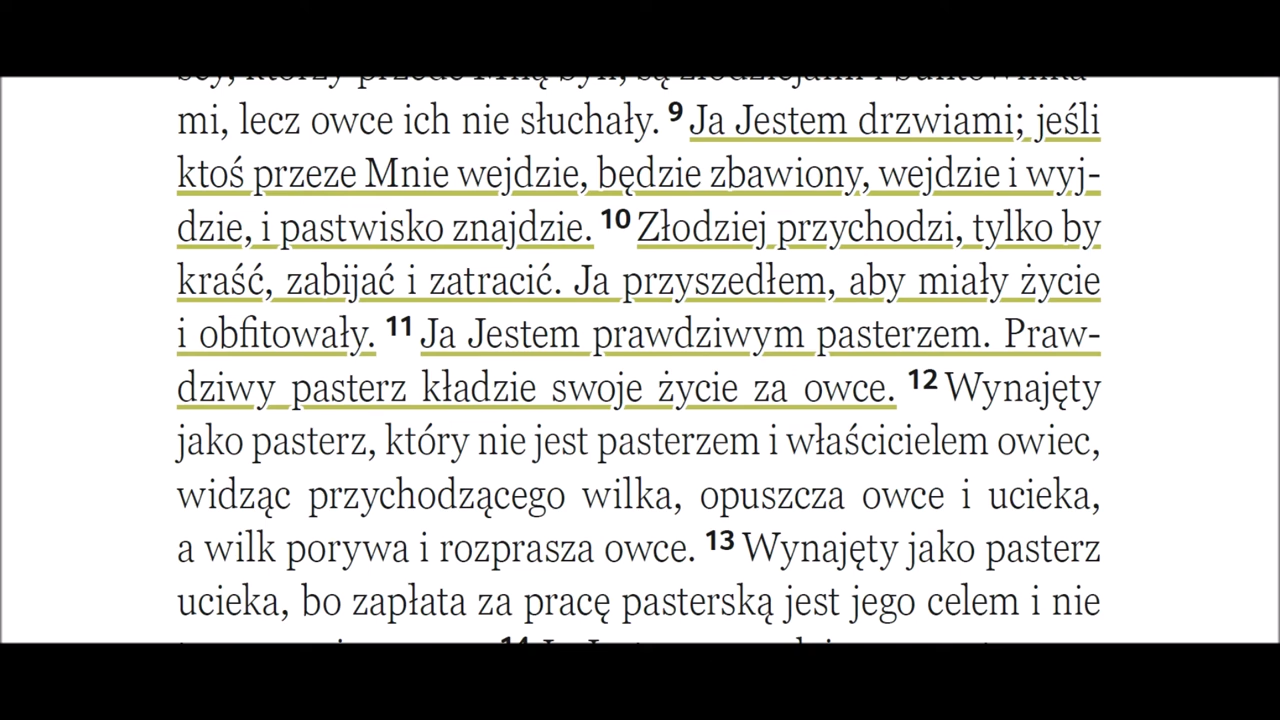 mi, lecz owce ich nie słuchały. 9 Ja Jestem drzwiami; jeśli
ktoś przeze Mnie wejdzie, będzie zbawiony, wejdzie i wyj-
dzie, i pastwisko znajdzie. 10 Złodziej przychodzi, tylko by
kraść, zabijać i zatracić. Ja przyszedłem, aby miały życie
i obfitowały. 11 Ja Jestem prawdziwym pasterzem. Praw-
dziwy pasterz kładzie swoje życie za owce. 12 Wynajęty
jako pasterz, który nie jest pasterzem i właścicielem owiec,
widząc przychodzącego wilka, opuszcza owce i ucieka,
a wilk porywa i rozprasza owce. 13 Wynajęty jako pasterz
ucieka, bo zapłata za pracę pasterską jest jego celem i nie